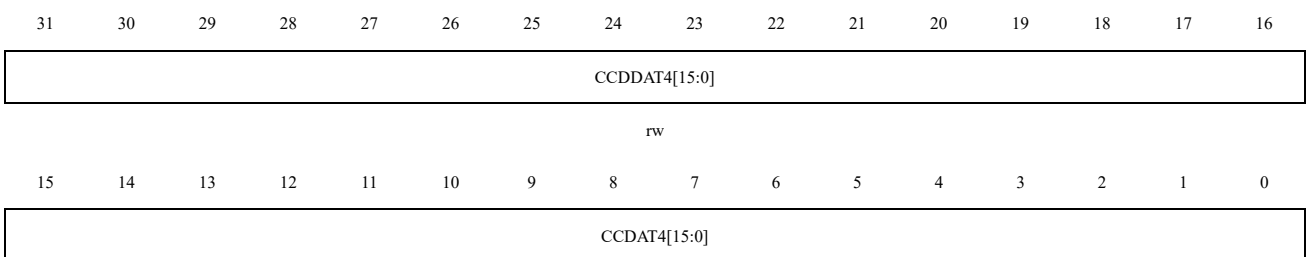 31 30 29 28 27 26 25 24 23 22 21 20 19 18 17 16
CCDDAT4[15:0]
rw
15 14 13 12 11 10 9 8 7 6 5 4 3 2 1 0
CCDAT4[15:0]